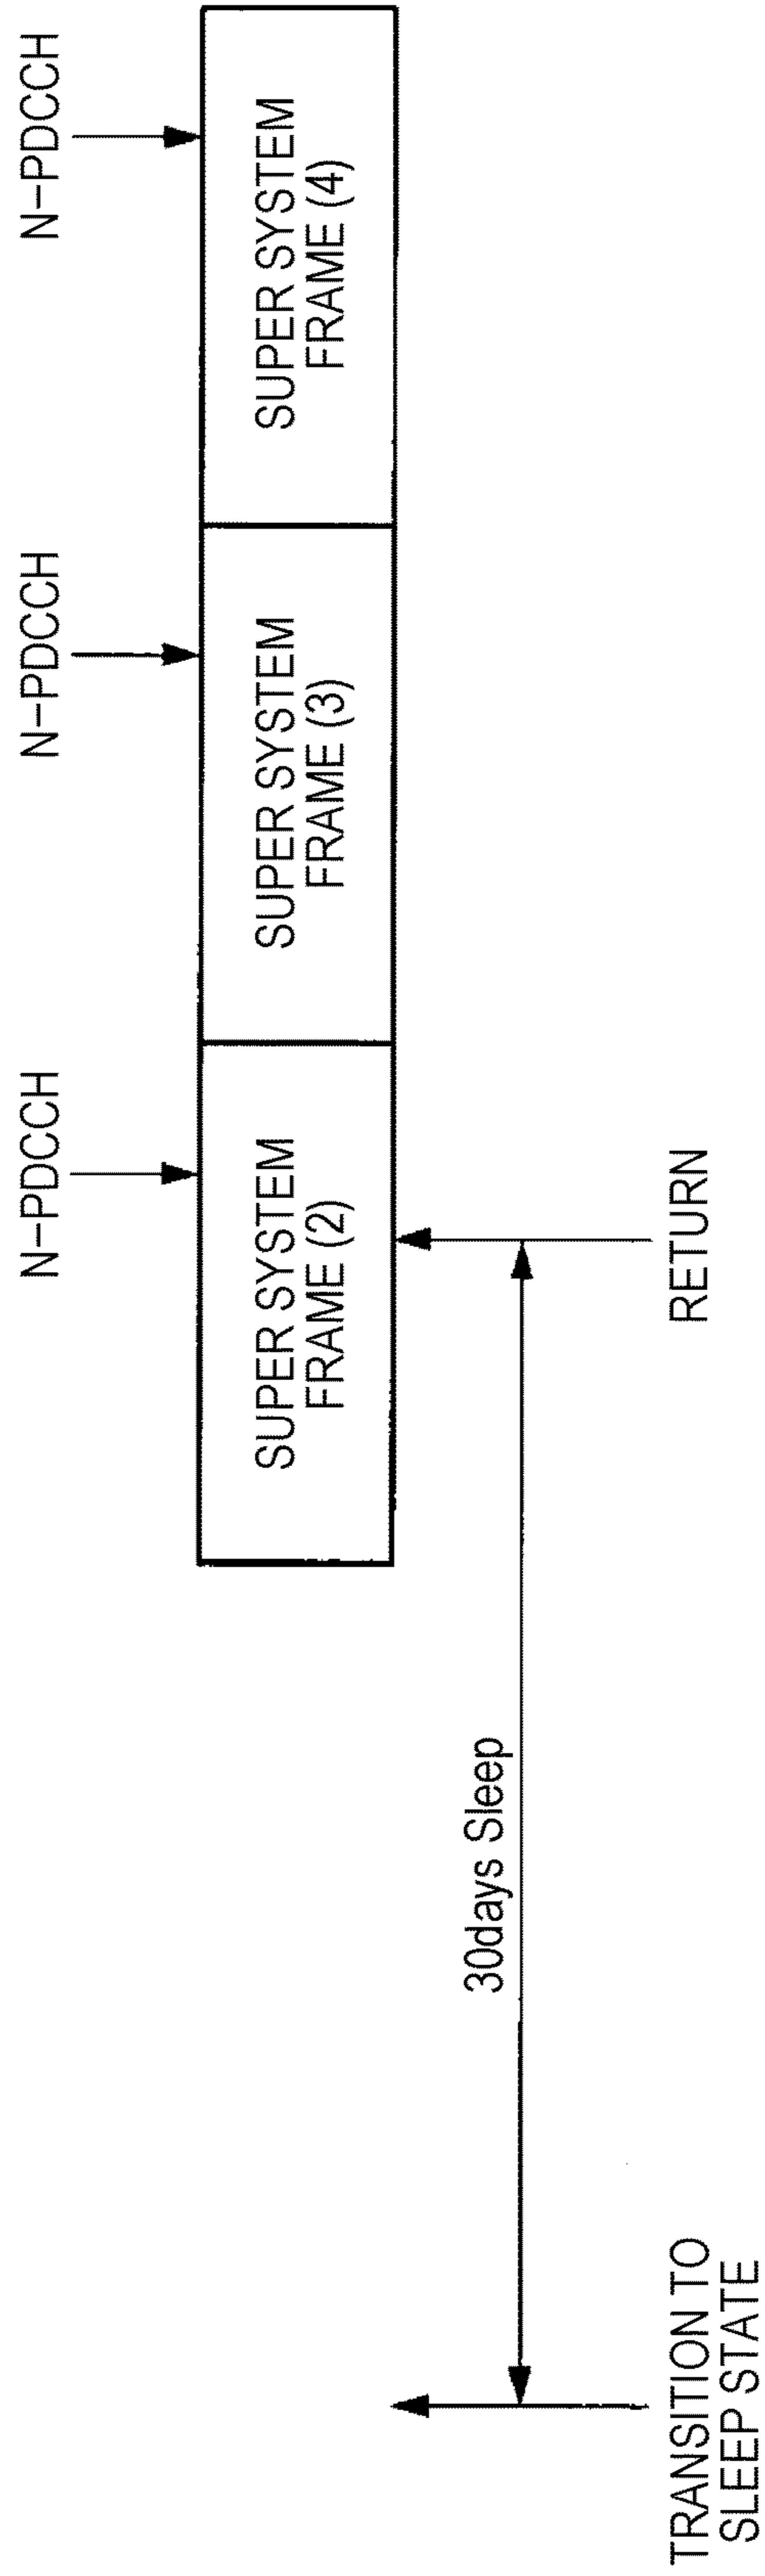 N-PDCCH
N-PDCCH
N-PDCCH
SUPER SYSTEM
FRAME (2)
SUPER SYSTEM
FRAME (3)
SUPER SYSTEM
FRAME (4)
30days Sleep
TRANSITION TO
SLEEP STATE
RETURN